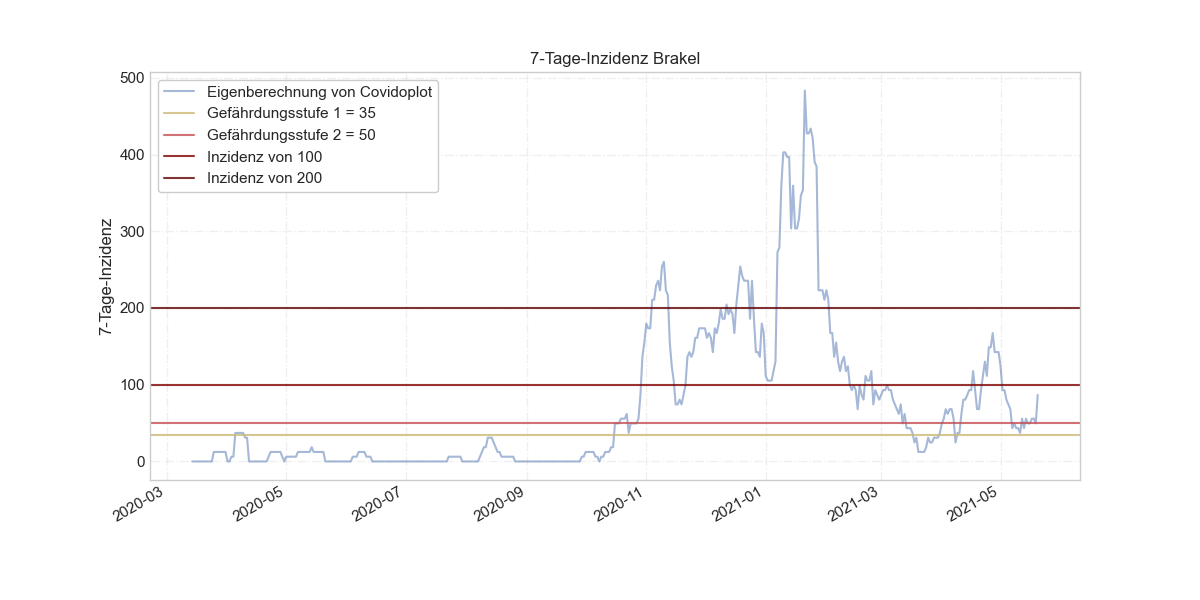 7-Tage-Inzidenz Brakel
Eigenberechnung von Covidoplot
Gefährdungsstufe 1 = 35
Gefährdungsstufe 2 = 50
Inzidenz von 100
Inzidenz von 200
7-Tage-Inzidenz
500
400
300
200
100
0
2020-03
2020-05
2020-07
2020-09
2020-11
2021-01
2021-03
2021-05